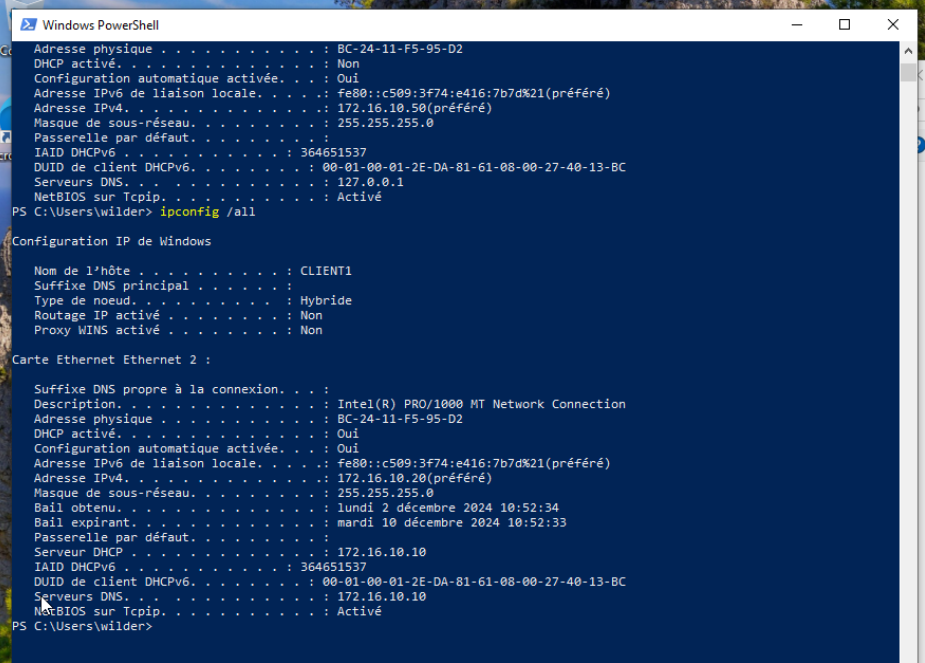 Windows PowerShell
Adresse physique . . . . . . . . . . . : BC-24-11-F5-95-D2
DHCP activé. . . . . . . . . . . . . . : Non
Configuration automatique activée. . . : Oui
Adresse IPv6 de liaison locale. . . . .: fe80::c509:3f74:e416:7b7d%21(préféré)
Adresse IPv4. . . . . . . . . . . . . .: 172.16.10.50(préféré)
Masque de sous-réseau. . . . . . . . . : 255.255.255.0
Passerelle par défaut. . . . . . . . . :
IAID DHCPv6 . . . . . . . . . . . : 364651537
DUID de client DHCPv6. . . . . . . . : 00-01-00-01-2E-DA-81-61-08-00-27-40-13-BC
Serveurs DNS. . .  . . . . . . . . . . : 127.0.0.1
NetBIOS sur Tcpip. . . . . . . . . . . : Activé
PS C:\Users\wilder> ipconfig /all
Configuration IP de Windows
Nom de l’hôte . . . . . . . . . . : CLIENT1
Suffixe DNS principal . . . . . . :
Type de noeud. . . . . . . . . .  : Hybride
Routage IP activé . . . . . . . . : Non
Proxy WINS activé . . . . . . . . : Non
Carte Ethernet Ethernet 2 :
Suffixe DNS propre à la connexion. . . :
Description. . . . . . . . . . . . . . : Intel(R) PRO/1000 MT Network Connection
Adresse physique . . . . . . . . . . . : BC-24-11-F5-95-D2
DHCP activé. . . . . . . . . . . . . . : Oui
Configuration automatique activée. . . : Oui
Adresse IPv6 de liaison locale. . . . .: fe80::c509:3f74:e416:7b7d%21(préféré)
Adresse IPv4. . . . . . . . . . . . . .: 172.16.10.20(préféré)
Masque de sous-réseau. . . . . . . . . : 255.255.255.0
Bail obtenu. . . . . . . . . . . . . . : lundi 2 décembre 2024 10:52:34
Bail expirant. . . . . . . . . . . . . : mardi 10 décembre 2024 10:52:33
Passerelle par défaut. . . . . . . . . :
Serveur DHCP . . . . . . . . . . . . . : 172.16.10.10
IAID DHCPv6 . . . . . . . . . . . : 364651537
DUID de client DHCPv6. . . . . . . . : 00-01-00-01-2E-DA-81-61-08-00-27-40-13-BC
Serveurs DNS. . .  . . . . . . . . . . : 172.16.10.10
NetBIOS sur Tcpip. . . . . . . . . . . : Activé
PS C:\Users\wilder>